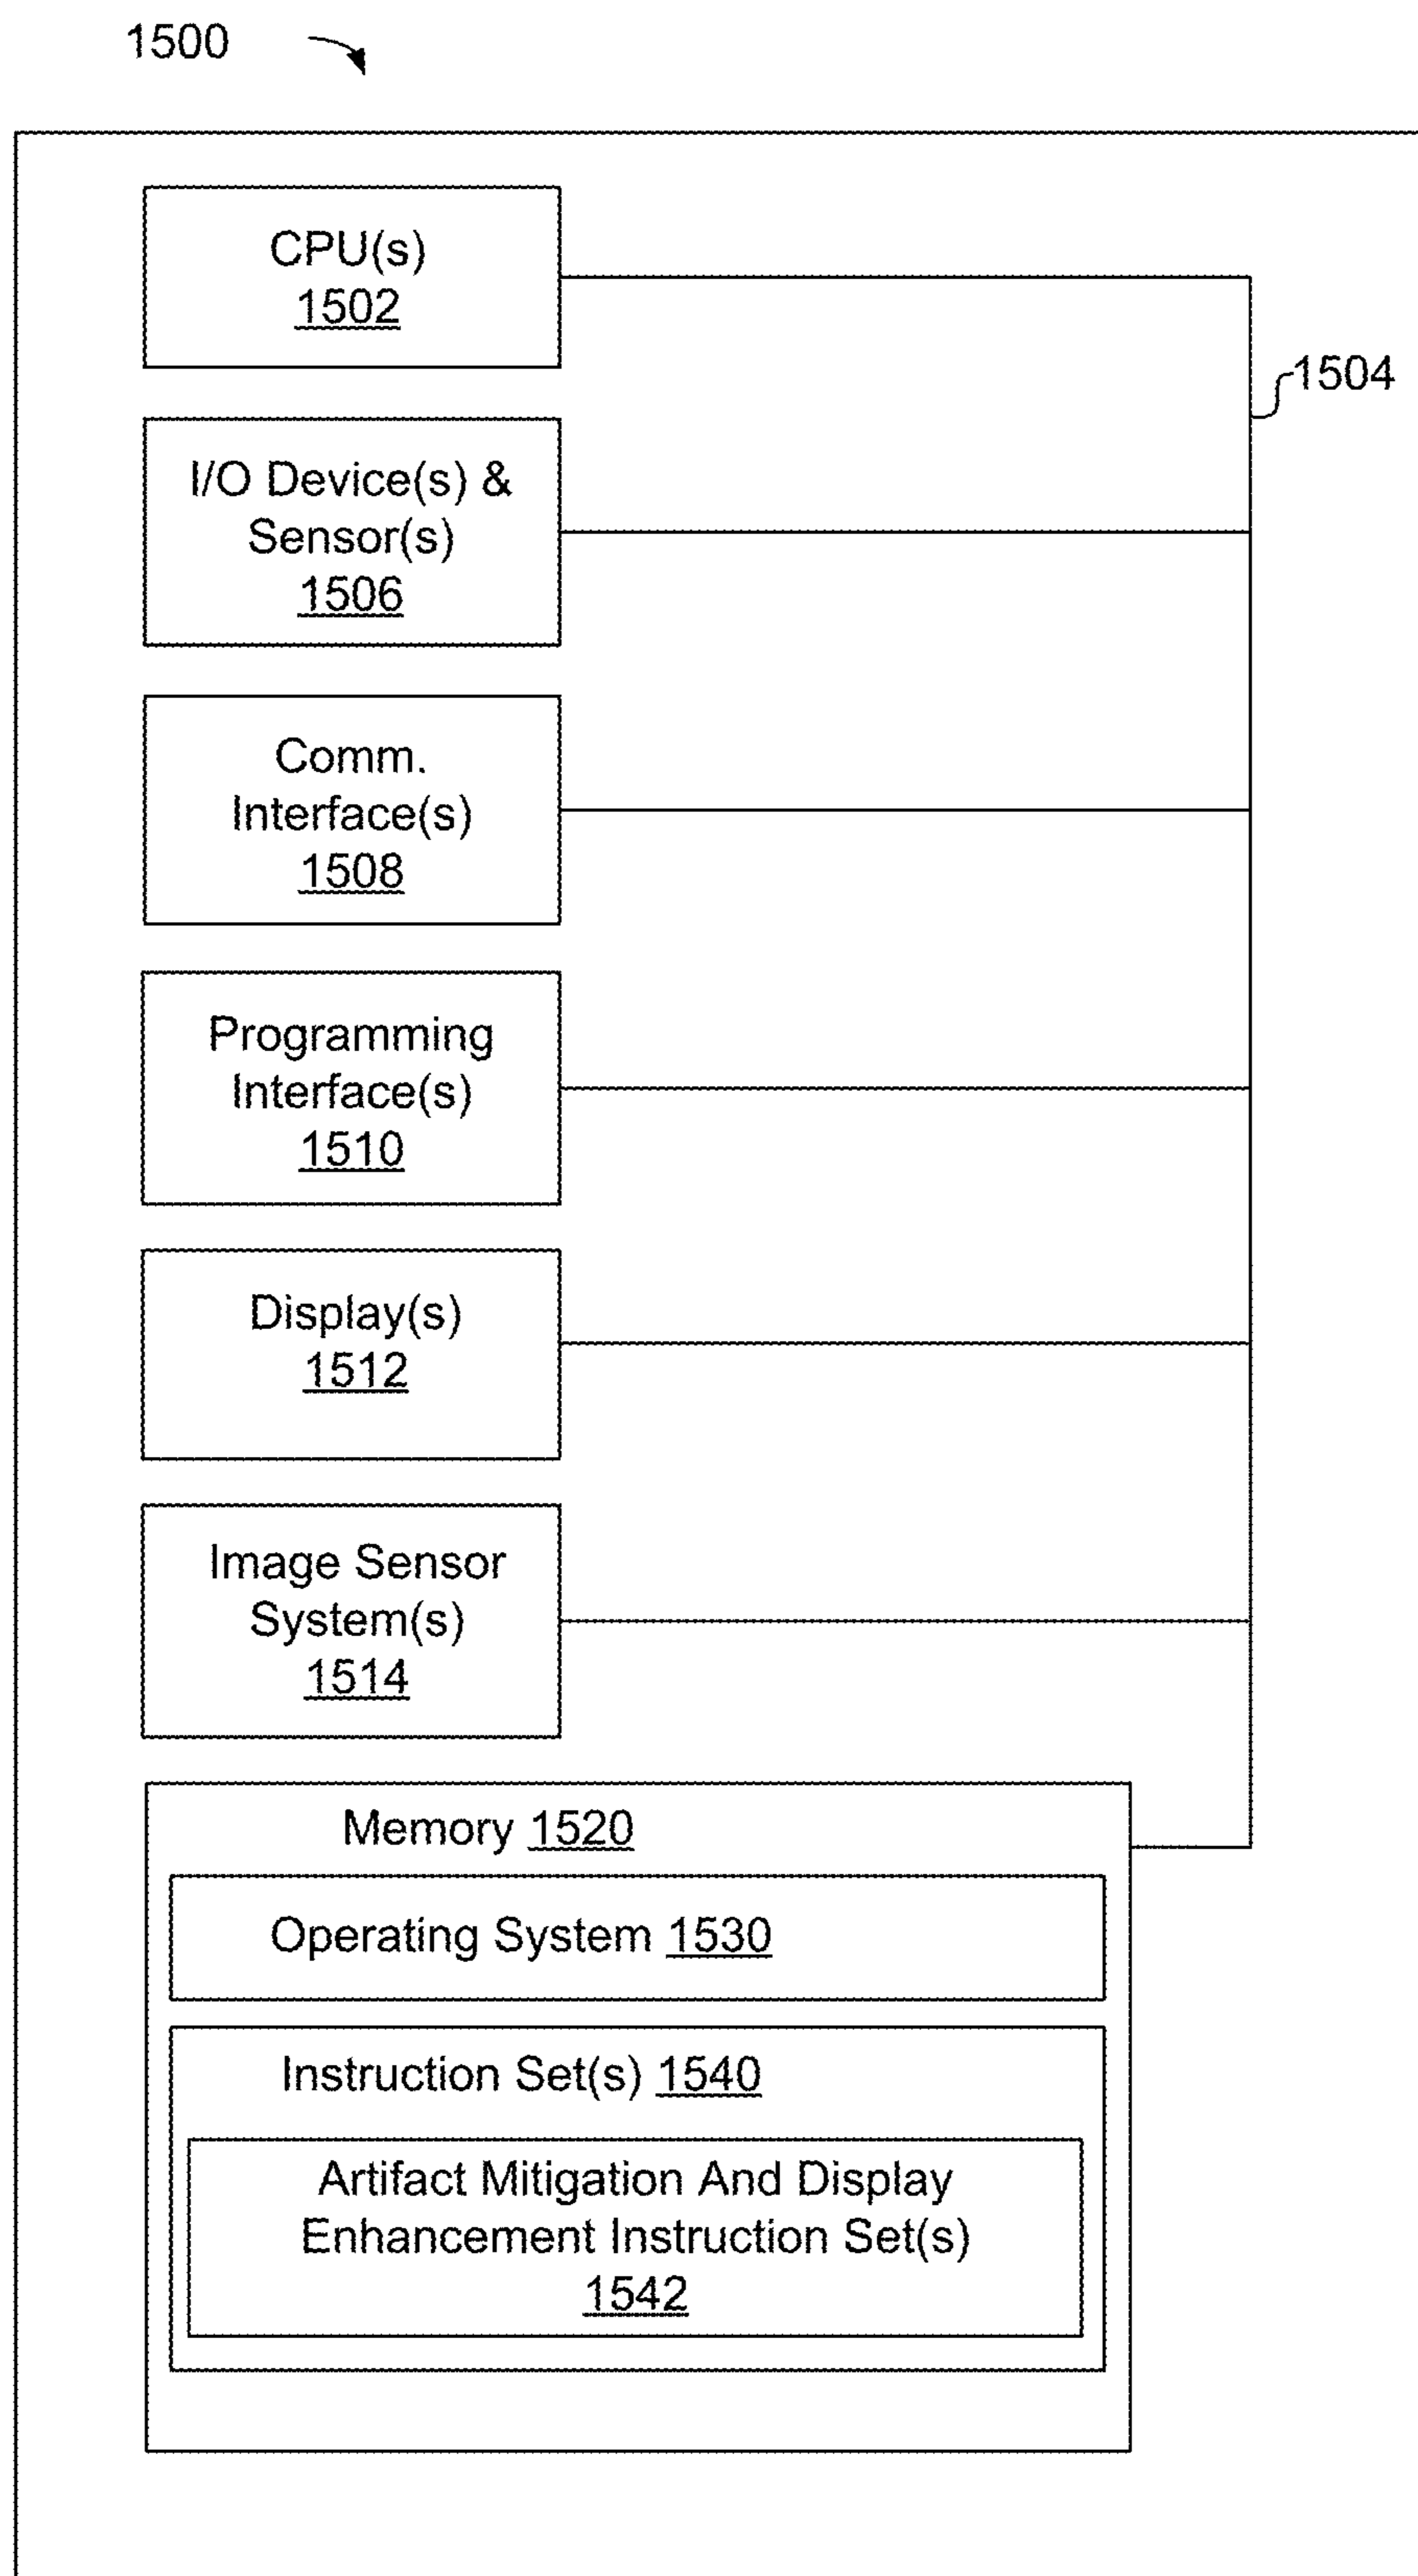 1500
CPU(s)
1502
1504
I/O Device(s) &
Sensor(s)
1506
Comm.
Interface(s)
1508
Programming
Interface(s)
1510
Display(s)
1512
Image Sensor
System(s)
1514
Memory 1520
Operating System 1530
Instruction Set(s) 1540
Artifact Mitigation And Display
Enhancement Instruction Set(s)
1542